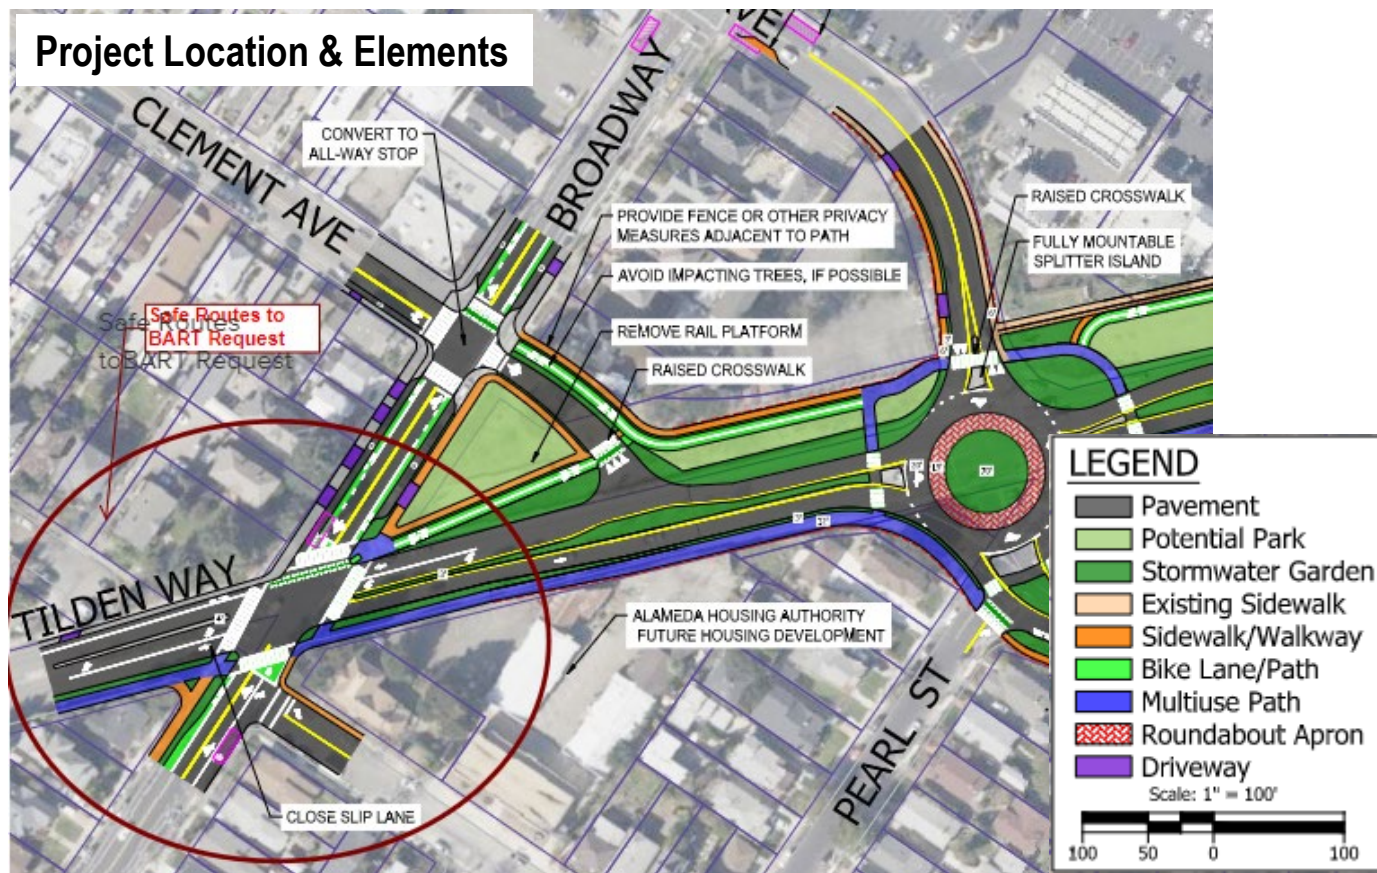 Project Location & Elements
CLEMENT AVE
BROADWAY
CONVERT TO
ALL-WAY STOP
RAISED CROSSWALK
PROVIDE FENCE OR OTHER PRIVACY
MEASURES ADJACENT TO PATH
FULLY MOUNTABLE
SPLITTER ISLAND
AVOID IMPACTING TREES, IF POSSIBLE
Safe Routes to
BART Request
Safe Routes
toBART Request
REMOVE RAIL PLATFORM
RAISED CROSSWALK
TILDEN WAY
ALAMEDA HOUSING AUTHORITY
FUTURE HOUSING DEVELOPMENT
PEARL ST
CLOSE SLIP LANE
LEGEND
Pavement
Potential Park
Stormwater Garden
Existing Sidewalk
Sidewalk/Walkway
Bike Lane/Path
Multiuse Path
Roundabout Apron
Driveway
Scale: 1" = 100'
100 50 0 100